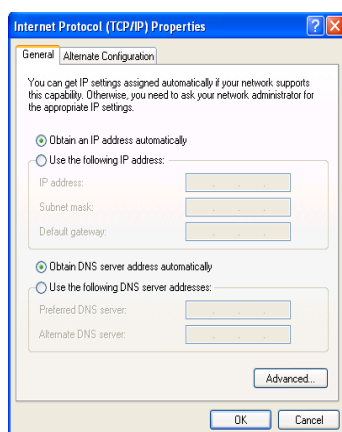 Internet Protocol (TCP/IP) Properties
General Alternate Configuration
You can get IP settings assigned automatically if your network supports
this capability. Otherwise, you need to ask your network administrator for
the appropriate IP settings.
Obtain an IP address automatically
Use the following IP address:
IP address:
Subnet mask:
Default gateway:
Obtain DNS server address automatically
Use the following DNS server addresses:
Preferred DNS server:
Alternate DNS server:
Advanced...
OK Cancel